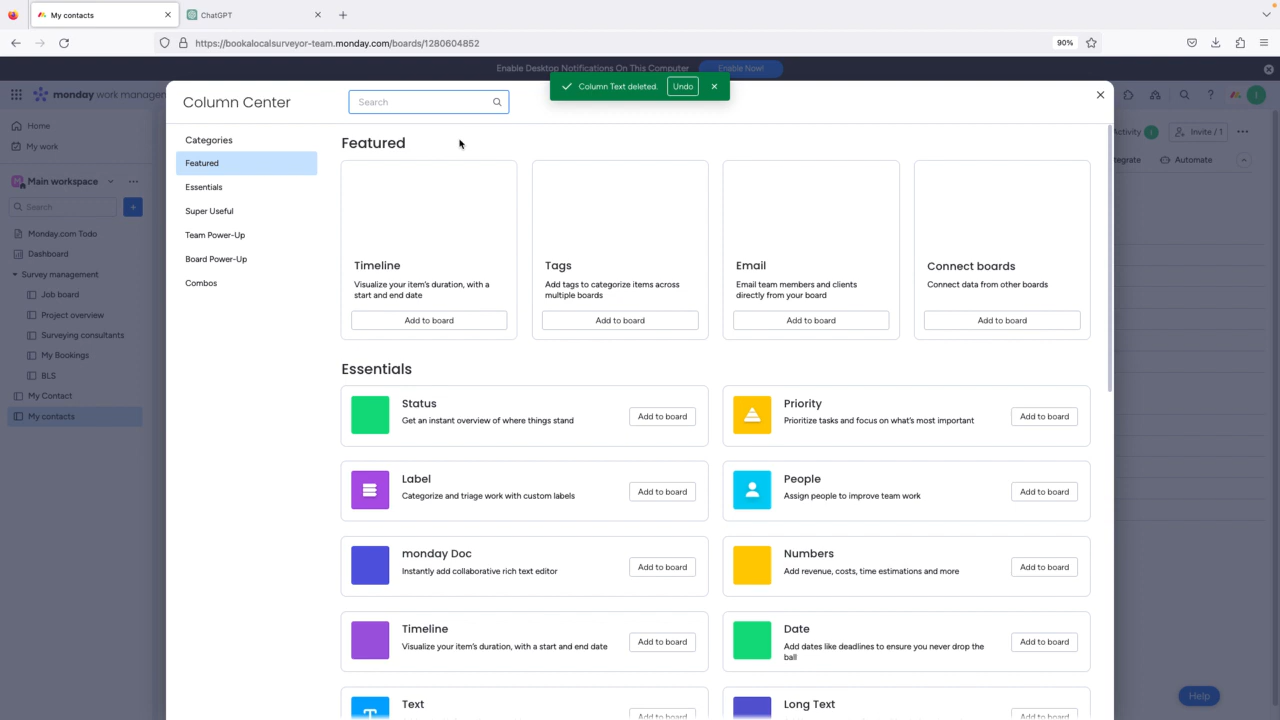 My contacts
ChatGPT
https://bookalocalsurveyor-team.monday.com/boards/1280604852
90%
Enable Desktop Notifications On This Computer
Enable Now!
Column Text deleted.
Undo
monday work manag
Column Center
Search
Home
My work
Main workspace
Search
Monday.com Todo
Dashboard
Survey management
Job board
Project overview
Surveying consultants
My Bookings
BLS
My Contact
My contacts
Activity
Invite / 1
Automate
Categories
Featured
Essentials
Super Useful
Team Power-Up
Board Power-Up
Combos
Featured
Timeline
Visualize your item's duration, with a
start and end date
Add to board
Tags
Add tags to categorize items across
multiple boards
Add to board
Email
Email team members and clients
directly from your board
Add to board
Connect boards
Connect data from other boards
Add to board
Essentials
Status
Get an instant overview of where things stand
Add to board
Priority
Prioritize tasks and focus on what's most important
Add to board
Label
Categorize and triage work with custom labels
Add to board
People
Assign people to improve team work
Add to board
monday Doc
Instantly add collaborative rich text editor
Add to board
Numbers
Add revenue, costs, time estimations and more
Add to board
Timeline
Visualize your item's duration, with a start and end date
Add to board
Date
Add dates like deadlines to ensure you never drop the
ball
Add to board
Text
Add to board
Long Text
Add to board
Help